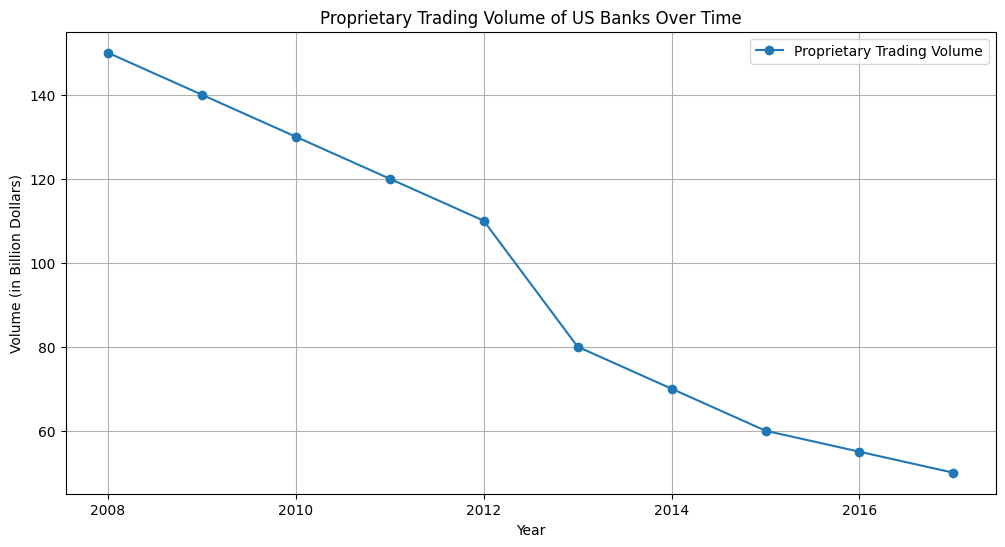 Proprietary Trading Volume of US Banks Over Time
Proprietary Trading Volume
Volume (in Billion Dollars)
140
120
100
80
60
2008
2010
2012
2014
2016
Year